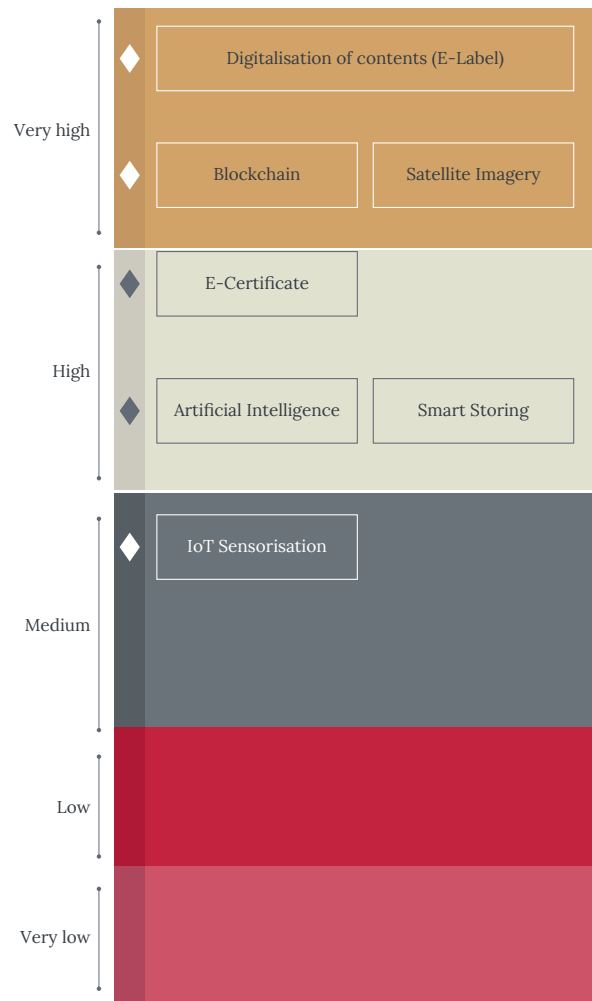 Digitalisation of contents (E-Label)
Very high
Blockchain
Satellite Imagery
E-Certificate
High
Artificial Intelligence
Smart Storing
IoT Sensorisation
Medium
Low
Very low